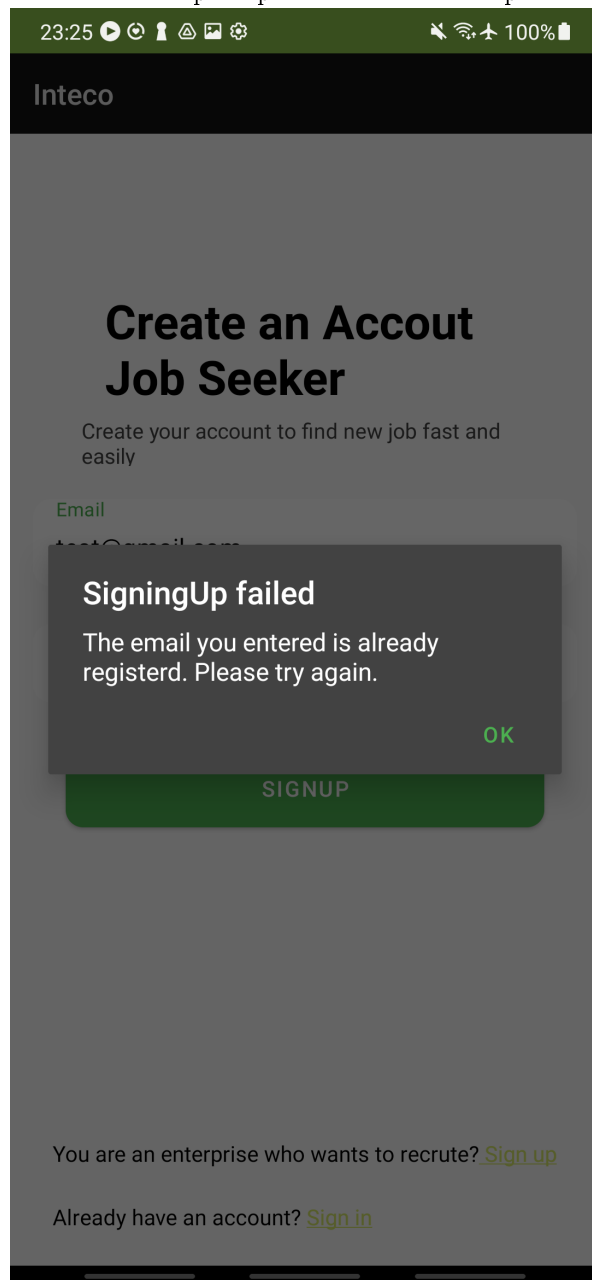 23:25 100%
Inteco
Create an Accout
Job Seeker
Create your account to find new job fast and
easily
Email
SigningUp failed
The email you entered is already
registerd. Please try again.
OK
SIGNUP
You are an enterprise who wants to recrute? Sign up
Already have an account? Sign in